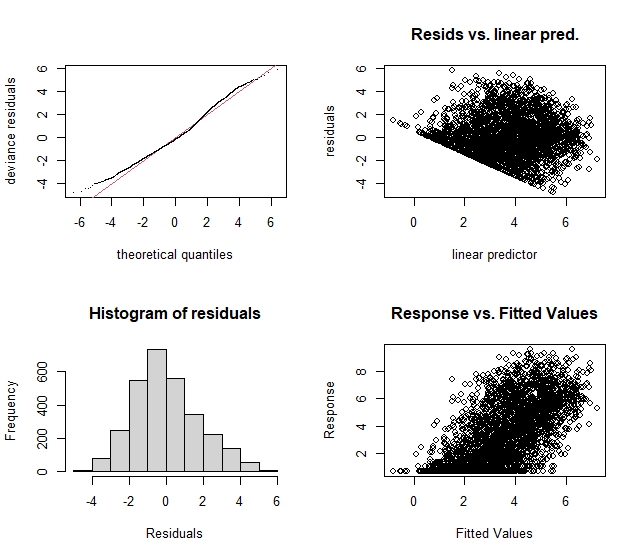 deviance residuals
6
4
2
0
-2
-4
-6 -4 -2 0 2 4 6
theoretical quantiles
Resids vs. linear pred.
residuals
6
4
2
0
-2
-4
0 2 4 6
linear predictor
Histogram of residuals
Frequency
600
400
200
0
-4 -2 0 2 4 6
Residuals
Response vs. Fitted Values
Response
8
6
4
2
0 2 4 6
Fitted Values